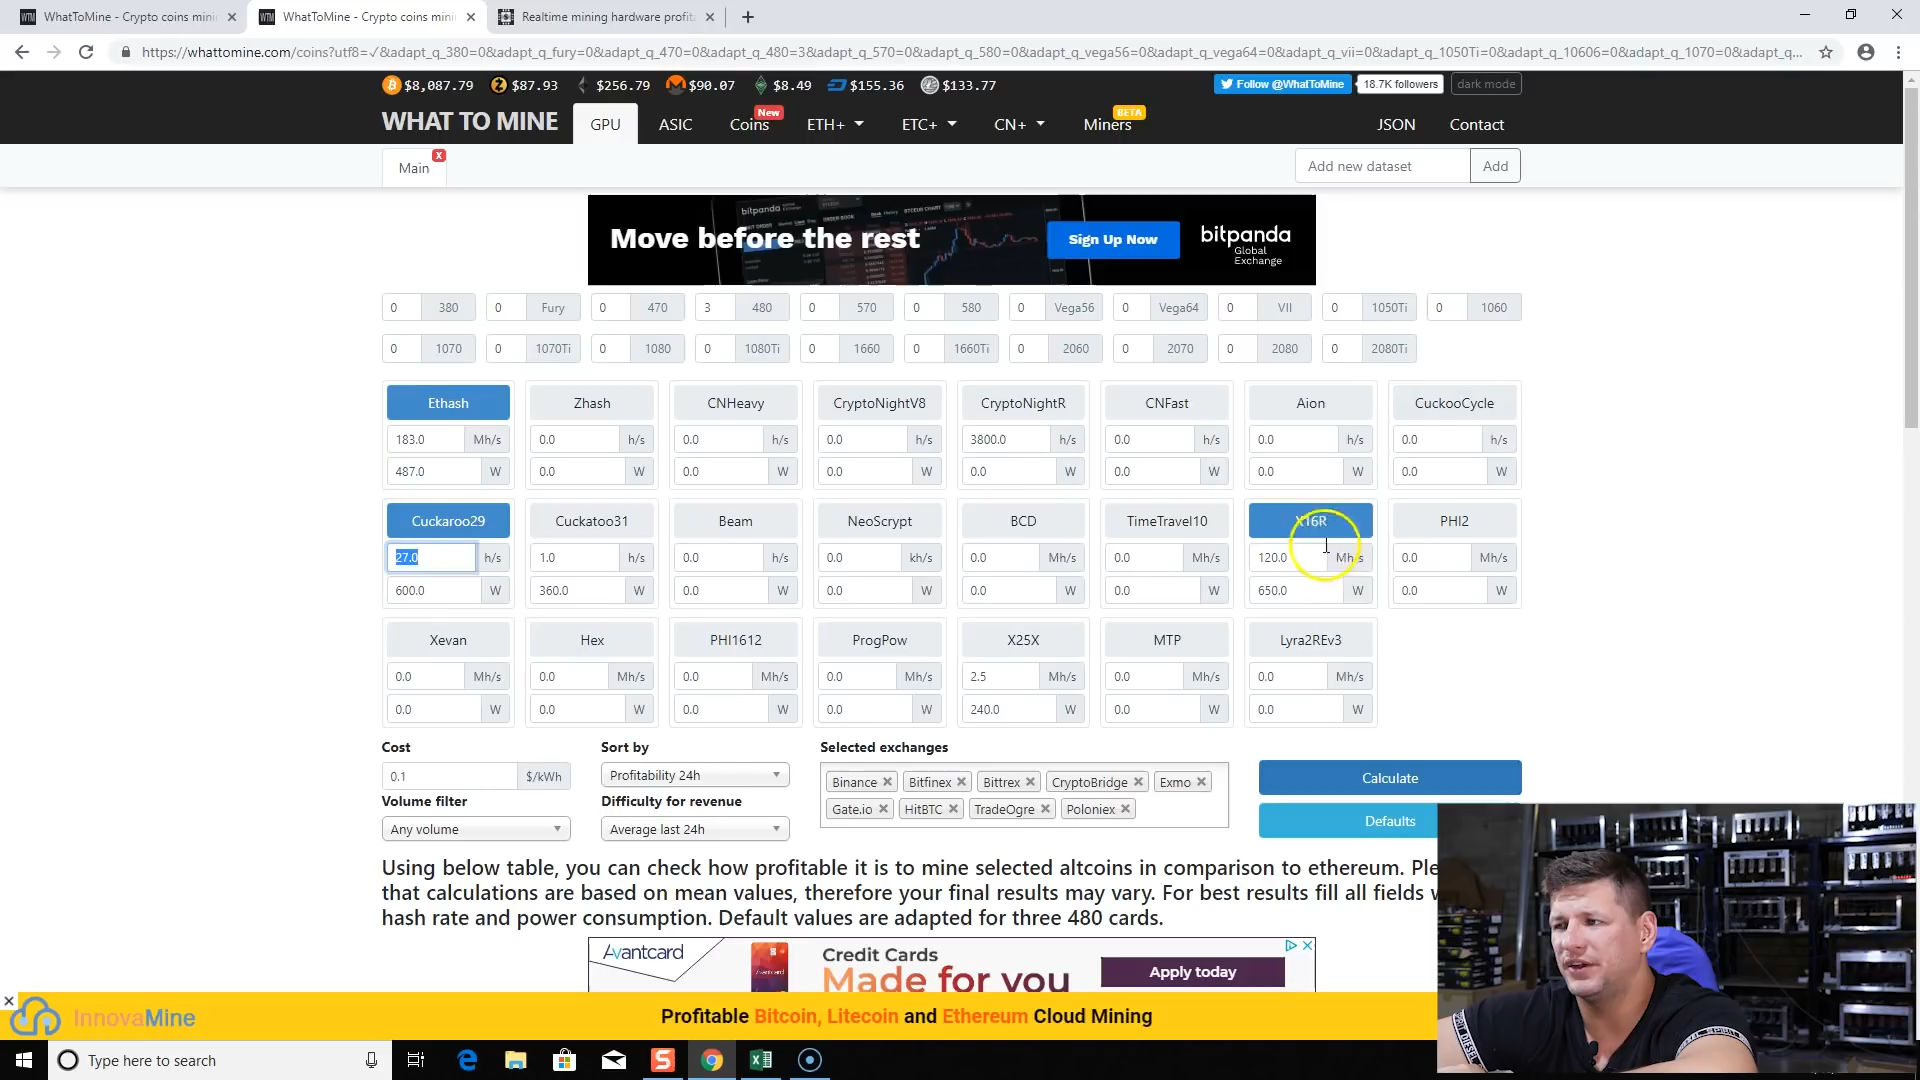 WhatToMine - Crypto coins mini
WhatToMine - Crypto coins mini
Realtime mining hardware profit
https://whattomine.com/coins?utf8=✓&adapt_q_380=0&adapt_q_fury=0&adapt_q_470=0&adapt_q_480=3&adapt_q_570=0&adapt_q_580=0&adapt_q_vega56=0&adapt_q_vega64=0&adapt_q_vii=0&adapt_q_1050Ti=0&adapt_q_10606=0&adapt_q_1070=0&adapt_q...
$8,087.79 $87.93 $256.79 $90.07 $8.49 $155.36 $133.77 Follow @WhatToMine 18.7K followers dark mode
New BETA
WHAT TO MINE GPU ASIC Coins ETH+ ETC+ CN+ Miners JSON Contact
Main x Add new dataset Add
bitpanda
Move before the rest Sign Up Now bitpanda
Global
Exchange
0 380 0 Fury 0 470 3 480 0 570 0 580 0 Vega56 0 Vega64 0 VII 0 1050Ti 0 1060
0 1070 0 1070Ti 0 1080 0 1080Ti 0 1660 0 1660Ti 0 2060 0 2070 0 2080 0 2080Ti
Ethash Zhash CNHeavy CryptoNightV8 CryptoNightR CNFast Aion CuckooCycle
183.0 Mh/s 0.0 h/s 0.0 h/s 0.0 h/s 3800.0 h/s 0.0 h/s 0.0 h/s 0.0 h/s
487.0 W 0.0 W 0.0 W 0.0 W 0.0 W 0.0 W 0.0 W 0.0 W
Cuckaroo29 Cuckatoo31 Beam NeoScrypt BCD TimeTravel10 X16R PHI2
27.0 h/s 1.0 h/s 0.0 h/s 0.0 kh/s 0.0 Mh/s 0.0 Mh/s 120.0 Mh/s 0.0 Mh/s
600.0 W 360.0 W 0.0 W 0.0 W 0.0 W 0.0 W 650.0 W 0.0 W
Xevan Hex PHI1612 ProgPow X25X MTP Lyra2REv3
0.0 Mh/s 0.0 Mh/s 0.0 Mh/s 0.0 Mh/s 2.5 Mh/s 0.0 Mh/s 0.0 Mh/s
0.0 W 0.0 W 0.0 W 0.0 W 240.0 W 0.0 W 0.0 W
Cost Sort by Selected exchanges
0.1 $/kWh Profitability 24h Binance Bitfinex Bittrex CryptoBridge Exmo Calculate
Volume filter Difficulty for revenue Gate.io HitBTC TradeOgre Poloniex
Any volume Average last 24h Defaults
Using below table, you can check how profitable it is to mine selected altcoins in comparison to ethereum. Ple
that calculations are based on mean values, therefore your final results may vary. For best results fill all fields
hash rate and power consumption. Default values are adapted for three 480 cards.
Avantcard Credit Cards
Made for you Apply today
InnovaMine Profitable Bitcoin, Litecoin and Ethereum Cloud Mining
Type here to search